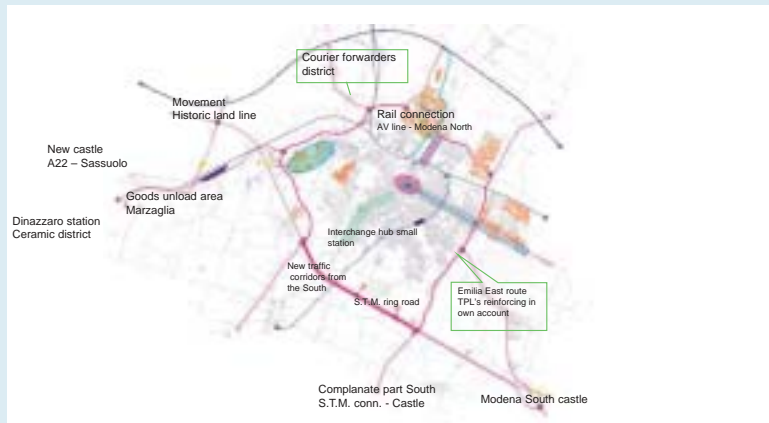 Courier forwarders
district
Movement
Historic land line
Rail connection
AV line - Modena North
New castle
A22 – Sassuolo
Goods unload area
Marzaglia
Dinazzaro station
Ceramic district
Interchange hub small
station
New traffic
corridors from
the South
S.T.M. ring road
Emilia East route
TPL's reinforcing in
own account
Complanate part South
S.T.M. conn. - Castle
Modena South castle